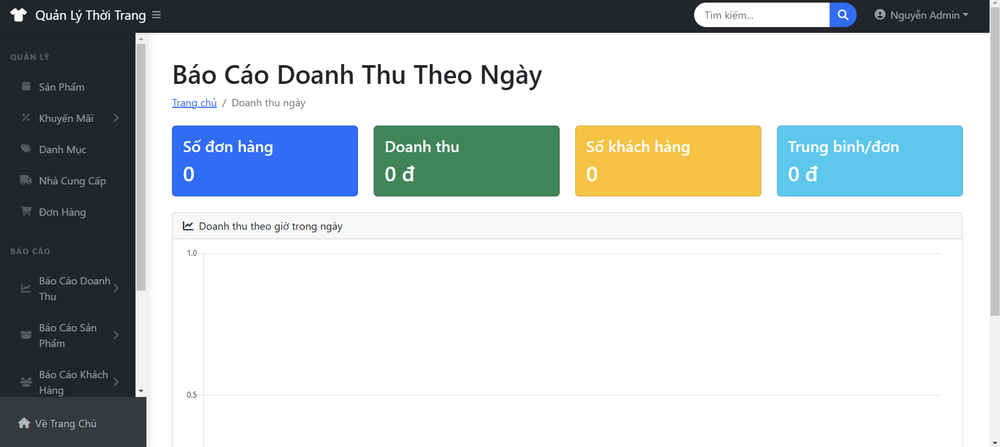 Quản Lý Thời Trang
Tìm kiếm...
Nguyễn Admin
QUẢN LÝ
Sản Phẩm
Khuyến Mãi
Danh Mục
Nhà Cung Cấp
Đơn Hàng
BÁO CÁO
Báo Cáo Doanh
Thu
Báo Cáo Sản
Phẩm
Báo Cáo Khách
Hàng
Về Trang Chủ
Báo Cáo Doanh Thu Theo Ngày
Trang chủ / Doanh thu ngày
Số đơn hàng
0
Doanh thu
0 đ
Số khách hàng
0
Trung bình/đơn
0 đ
Doanh thu theo giờ trong ngày
1.0
0.5